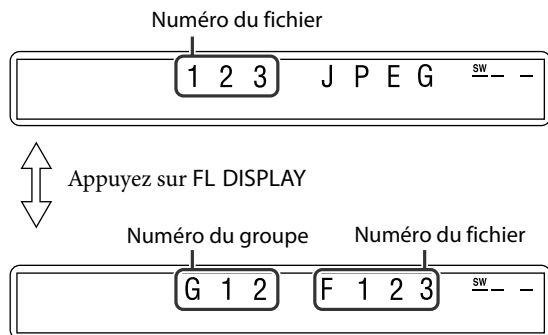 Numéro du fichier
1 2 3 J P E G SW – –
Appuyez sur FL DISPLAY
Numéro du groupe Numéro du fichier
G 1 2 F 1 2 3 SW – –